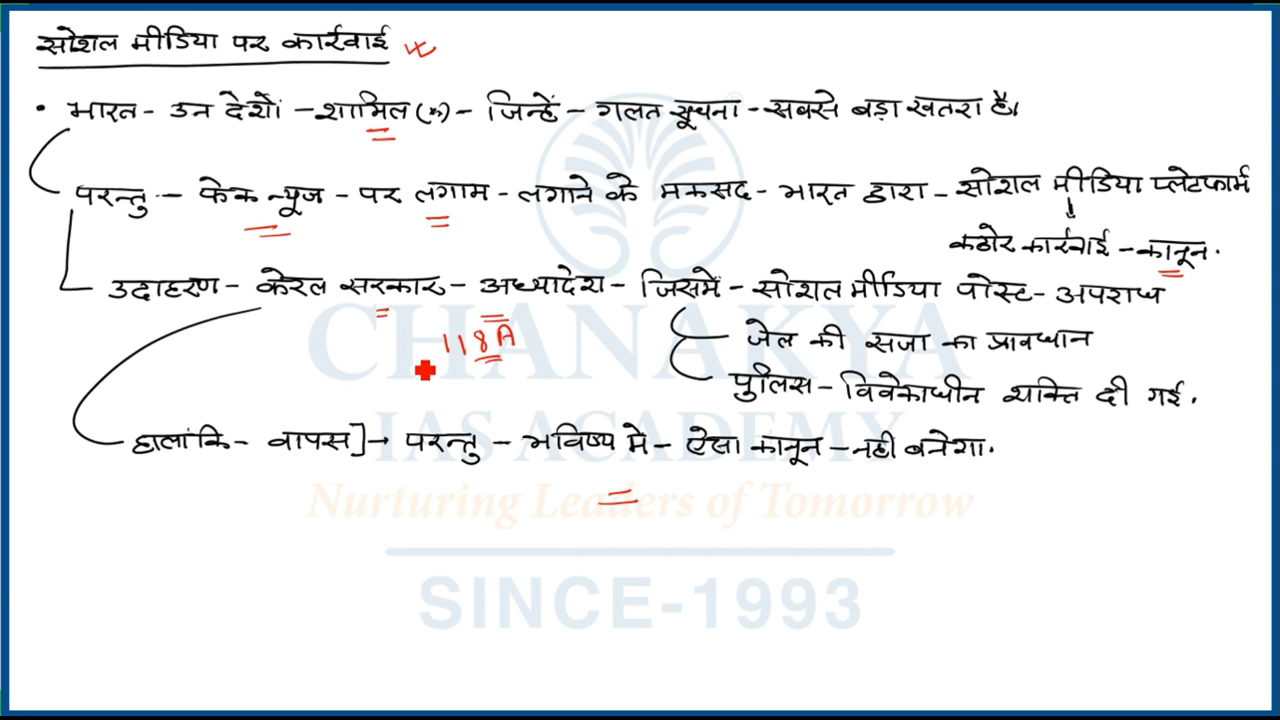 सोशल मीडिया पर कार्रवाई
• भारत - उन देशों - शामिल (*) - जिन्हें - गलत सूचना - सबसे बड़ा खतरा है।
परन्तु - फेक न्यूज - पर लगाम - लगाने के मकसद - भारत द्वारा - सोशल मीडिया प्लेटफार्म
कठोर कार्रवाई - कानून.
उदाहरण - केरल सरकार - अध्यादेश - जिसमें - सोशल मीडिया पोस्ट - अपराध
118A
जेल की सजा का प्रावधान
पुलिस - विवेकाधीन शक्ति दी गई.
हालांकि - वापस] → परन्तु - भविष्य में - ऐसा कानून - नही बनेगा.
CHANAKYA
IAS ACADEMY
Nurturing Leaders of Tomorrow
SINCE-1993